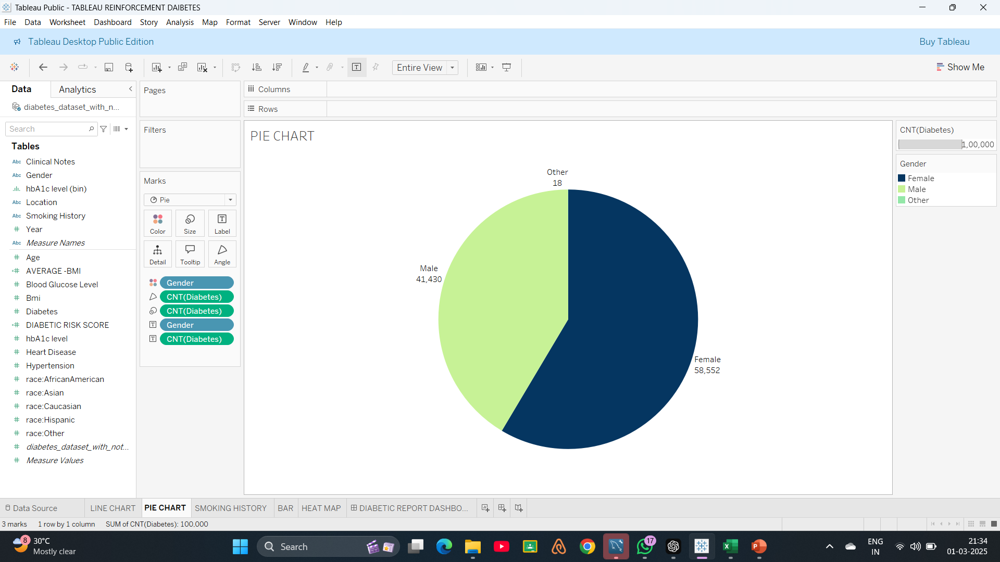 Tableau Public - TABLEAU REINFORCEMENT DAIBETES
File Data Worksheet Dashboard Story Analysis Map Format Server Window Help
Tableau Desktop Public Edition
Buy Tableau
Entire View
Show Me
Data Analytics
diabetes_dataset_with_n...
Search
Tables
Abc Clinical Notes
Abc Gender
hbA1c level (bin)
Abc Location
Abc Smoking History
Year
Abc Measure Names
Age
AVERAGE -BMI
Blood Glucose Level
Bmi
Diabetes
DIABETIC RISK SCORE
hbA1c level
Heart Disease
Hypertension
race:AfricanAmerican
race:Asian
race:Caucasian
race:Hispanic
race:Other
diabetes_dataset_with_not...
Measure Values
Pages
Filters
Marks
Pie
Color Size Label
Detail Tooltip Angle
Gender
CNT(Diabetes)
CNT(Diabetes)
Gender
CNT(Diabetes)
Columns
Rows
PIE CHART
Other
18
Male
41,430
Female
58,552
CNT(Diabetes)
1,00,000
Gender
Female
Male
Other
Data Source LINE CHART PIE CHART SMOKING HISTORY BAR HEAT MAP DIABETIC REPORT DASHBO...
3 marks 1 row by 1 column SUM of CNT(Diabetes): 100,000
8
30°C
Mostly clear
Search
17
ENG
IN
21:34
01-03-2025